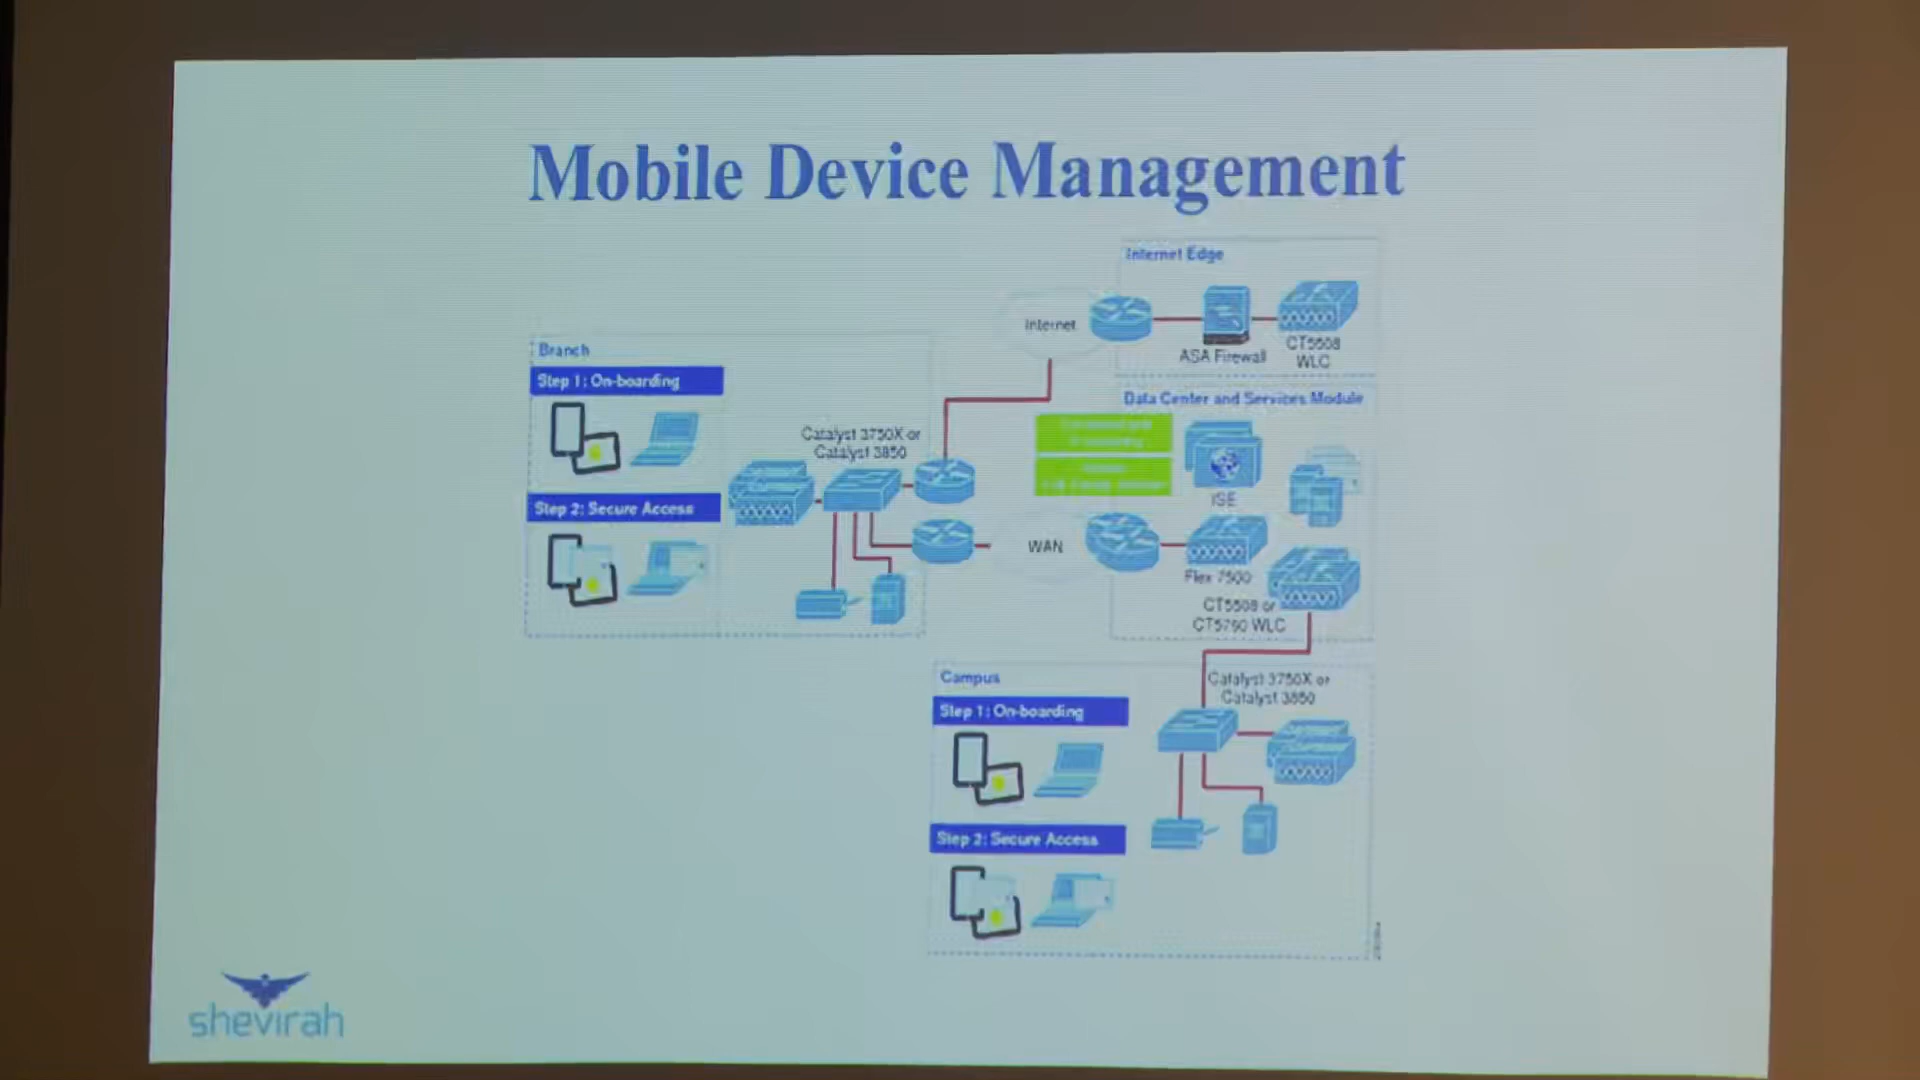 Mobile Device Management
Internet Edge
Internet
ASA Firewall
CT5508
WLC
Branch
Step 1: On-boarding
Catalyst 3750X or
Catalyst 3850
Step 2: Secure Access
Data Center and Services Module
ISE
WAN
Flex 7500
CT5508 or
CT5760 WLC
Campus
Step 1: On-boarding
Catalyst 3750X or
Catalyst 3850
Step 2: Secure Access
shevirah